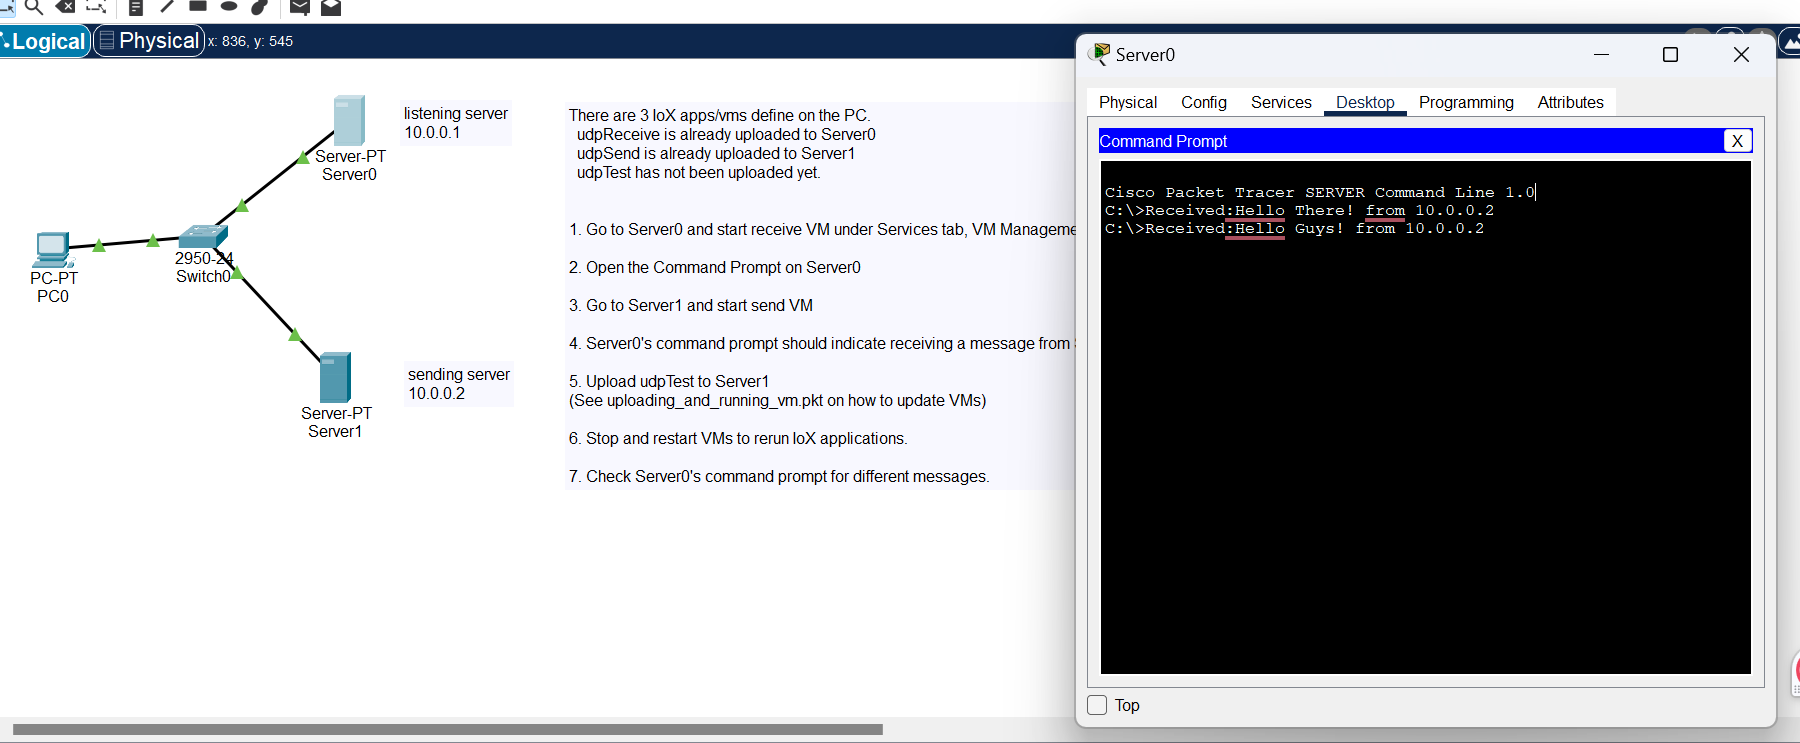 Logical
Physical
x: 836, y: 545
listening server
10.0.0.1
Server-PT
Server0
PC-PT
PC0
2950-24
Switch0
sending server
10.0.0.2
Server-PT
Server1
There are 3 IoX apps/vms define on the PC.
udpReceive is already uploaded to Server0
udpSend is already uploaded to Server1
udpTest has not been uploaded yet.
1. Go to Server0 and start receive VM under Services tab, VM Manageme
2. Open the Command Prompt on Server0
3. Go to Server1 and start send VM
4. Server0's command prompt should indicate receiving a message from
5. Upload udpTest to Server1
(See uploading_and_running_vm.pkt on how to update VMs)
6. Stop and restart VMs to rerun IoX applications.
7. Check Server0's command prompt for different messages.
Server0
Physical Config Services Desktop Programming Attributes
Command Prompt X
Cisco Packet Tracer SERVER Command Line 1.0
C:\>Received:Hello There! from 10.0.0.2
C:\>Received:Hello Guys! from 10.0.0.2
Top